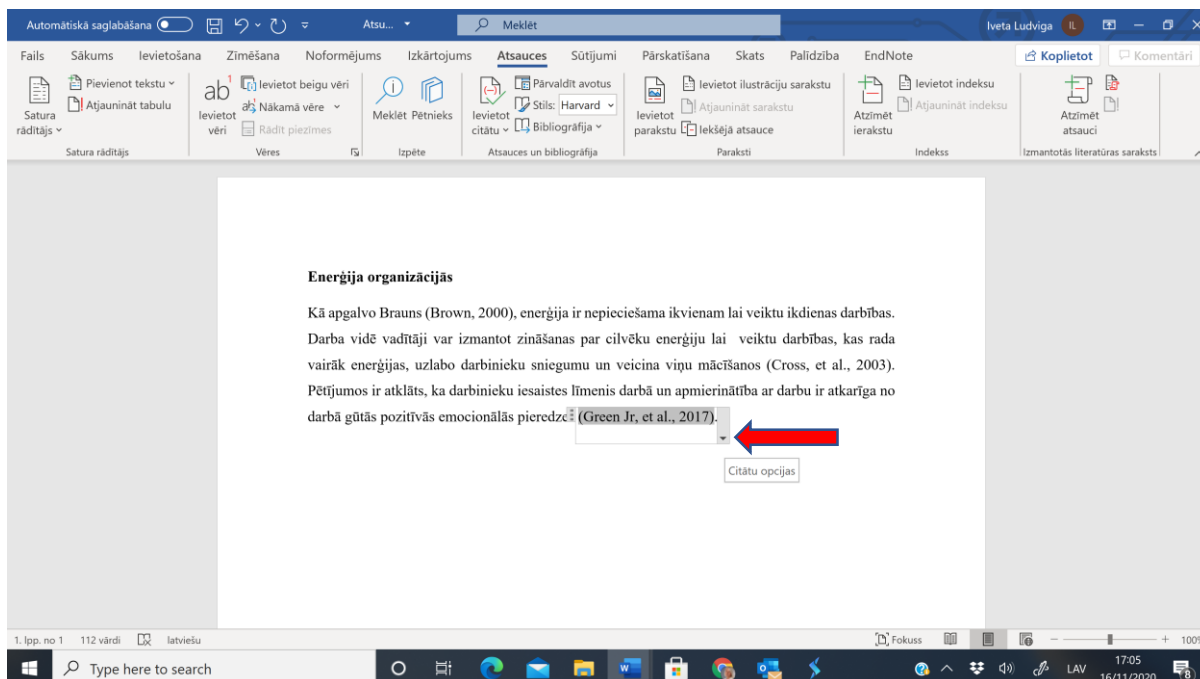 Automātiskā saglabāšana
Atsu...
Meklēt
Iveta Ludviga
IL
Fails Sākums Ievietošana Zīmēšana Noformējums Izkārtojums Atsauces Sūtījumi Pārskatīšana Skats Palīdzība EndNote
Koplietot
Komentāri
Satura
rādītājs
Pievienot tekstu
Atjaunināt tabulu
Satura rādītājs
ab
1
Ievietot
vēri
Ievietot beigu vēri
Nākamā vēre
Rādīt piezīmes
Vēres
Meklēt Pētnieks
Izpēte
Ievietot
citātu
Pārvaldīt avotus
Stils: Harvard
Bibliogrāfija
Atsauces un bibliogrāfija
Ievietot
parakstu
Ievietot ilustrāciju sarakstu
Atjaunināt sarakstu
Iekšējā atsauce
Paraksti
Atzīmēt
ierakstu
Ievietot indeksu
Atjaunināt indeksu
Indekss
Atzīmēt
atsauci
Izmantotās literatūras saraksts
Enerģija organizācijās
Kā apgalvo Brauns (Brown, 2000), enerģija ir nepieciešama ikvienam lai veiktu ikdienas darbības.
Darba vidē vadītāji var izmantot zināšanas par cilvēku enerģiju lai veiktu darbības, kas rada
vairāk enerģijas, uzlabo darbinieku sniegumu un veicina viņu mācīšanos (Cross, et al., 2003).
Pētījumos ir atklāts, ka darbinieku iesaistes līmenis darbā un apmierinātība ar darbu ir atkarīga no
darbā gūtās pozitīvās emocionālās pieredze (Green Jr, et al., 2017).
Citātu opcijas
1. lpp. no 1 112 vārdi latviešu
Fokuss
100%
Type here to search
LAV
17:05
16/11/2020
8